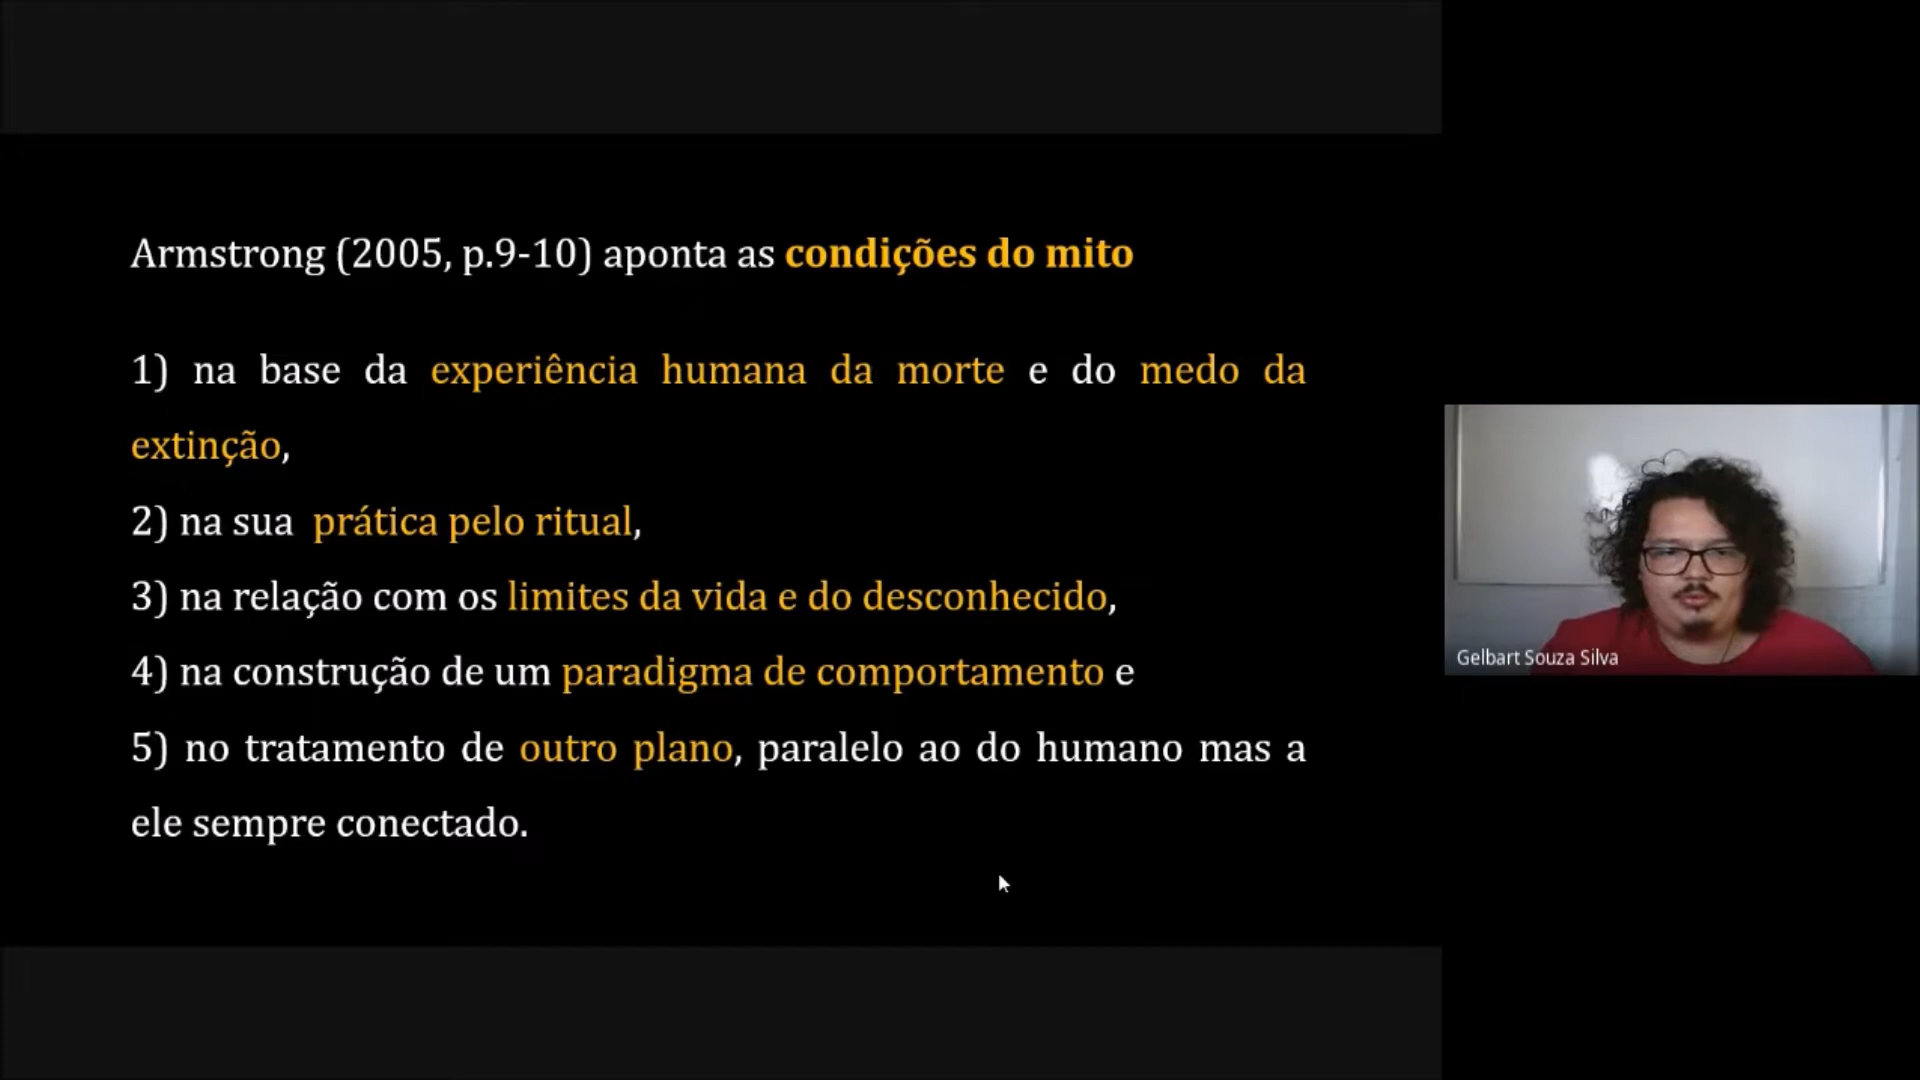 Armstrong (2005, p.9-10) aponta as condições do mito
1) na base da experiência humana da morte e do medo da
extinção,
2) na sua prática pelo ritual,
3) na relação com os limites da vida e do desconhecido,
4) na construção de um paradigma de comportamento e
5) no tratamento de outro plano, paralelo ao do humano mas a
ele sempre conectado.
Gelbart Souza Silva